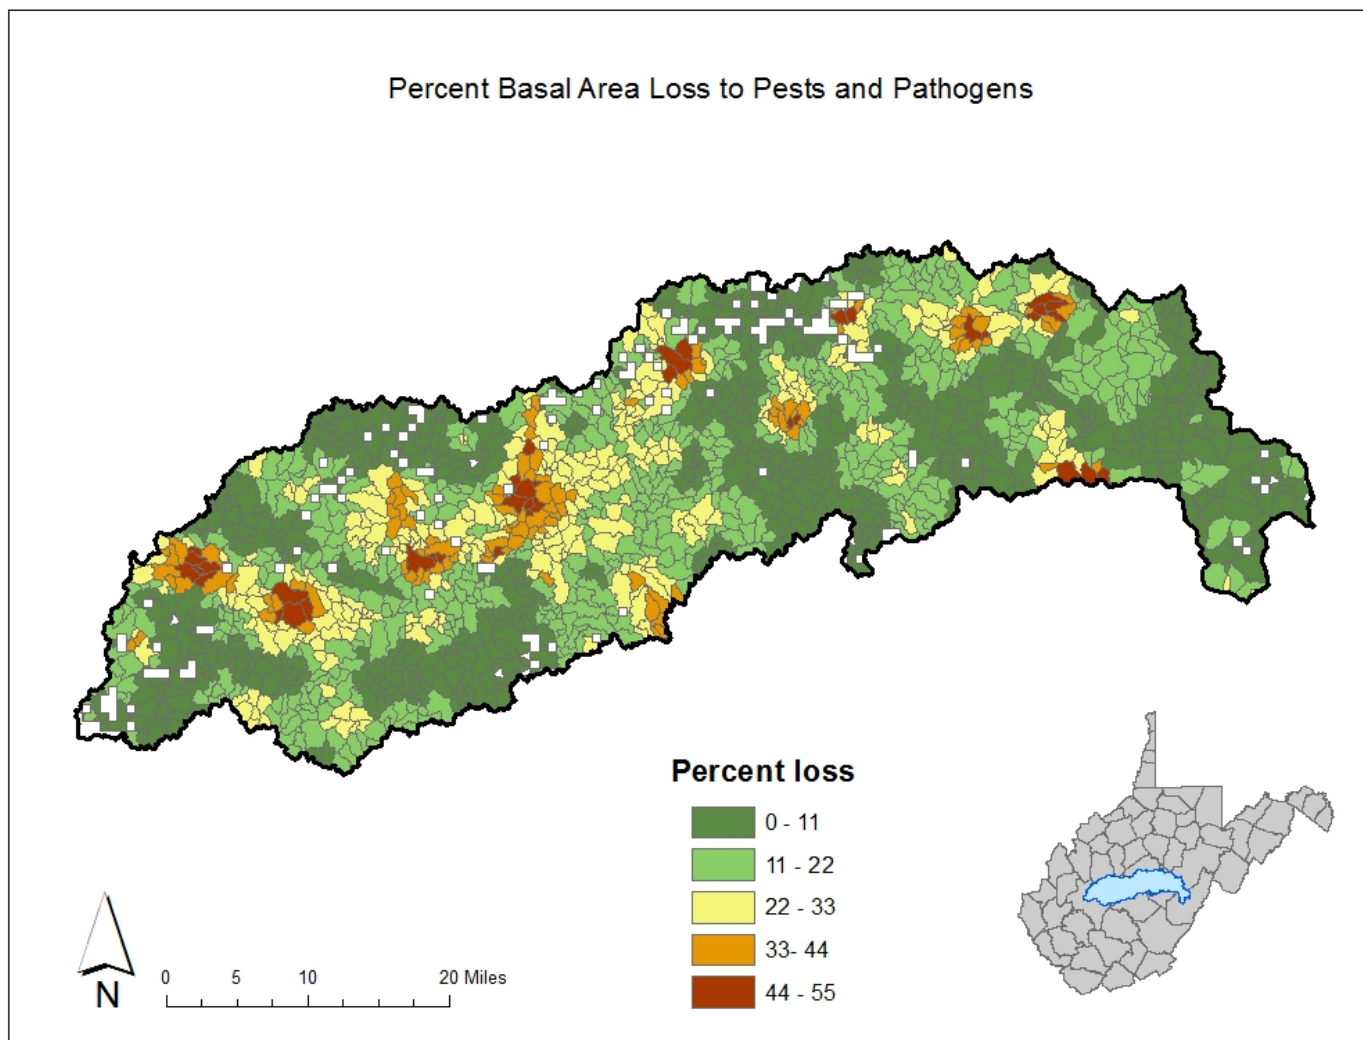 Percent Basal Area Loss to Pests and Pathogens
Percent loss
0 - 11
11 - 22
22 - 33
33- 44
44 - 55
N
0 5 10 20 Miles